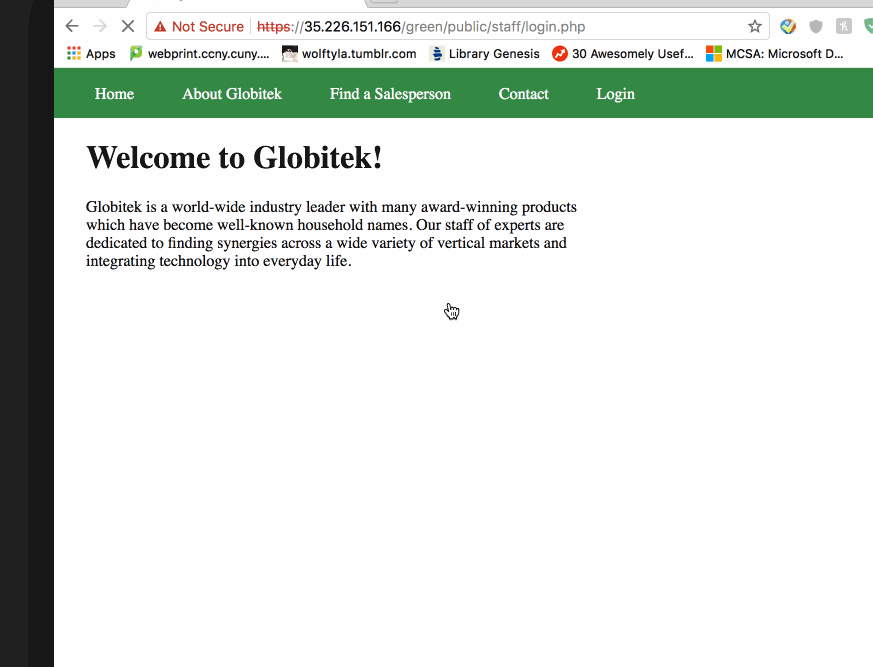 Not Secure https://35.226.151.166/green/public/staff/login.php
Apps webprint.ccny.cuny.... wolftyla.tumblr.com Library Genesis 30 Awesomely Usef... MCSA: Microsoft D...
Home About Globitek Find a Salesperson Contact Login
Welcome to Globitek!
Globitek is a world-wide industry leader with many award-winning products
which have become well-known household names. Our staff of experts are
dedicated to finding synergies across a wide variety of vertical markets and
integrating technology into everyday life.